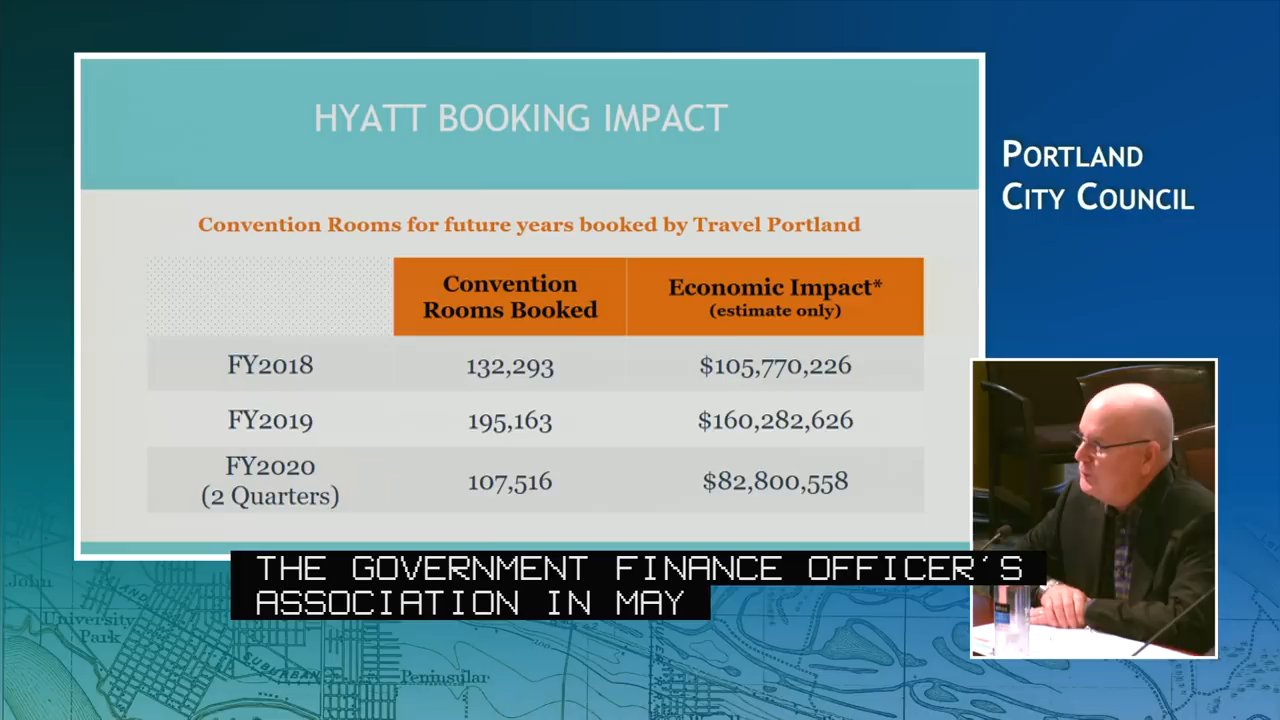 HYATT BOOKING IMPACT
PORTLAND
CITY COUNCIL
Convention Rooms for future years booked by Travel Portland
Convention
Rooms Booked
Economic Impact*
(estimate only)
FY2018 132,293 $105,770,226
FY2019 195,163 $160,282,626
FY2020
(2 Quarters)
107,516 $82,800,558
THE GOVERNMENT FINANCE OFFICER'S
ASSOCIATION IN MAY
John
University
Park
SUBURBAN
Peninsular